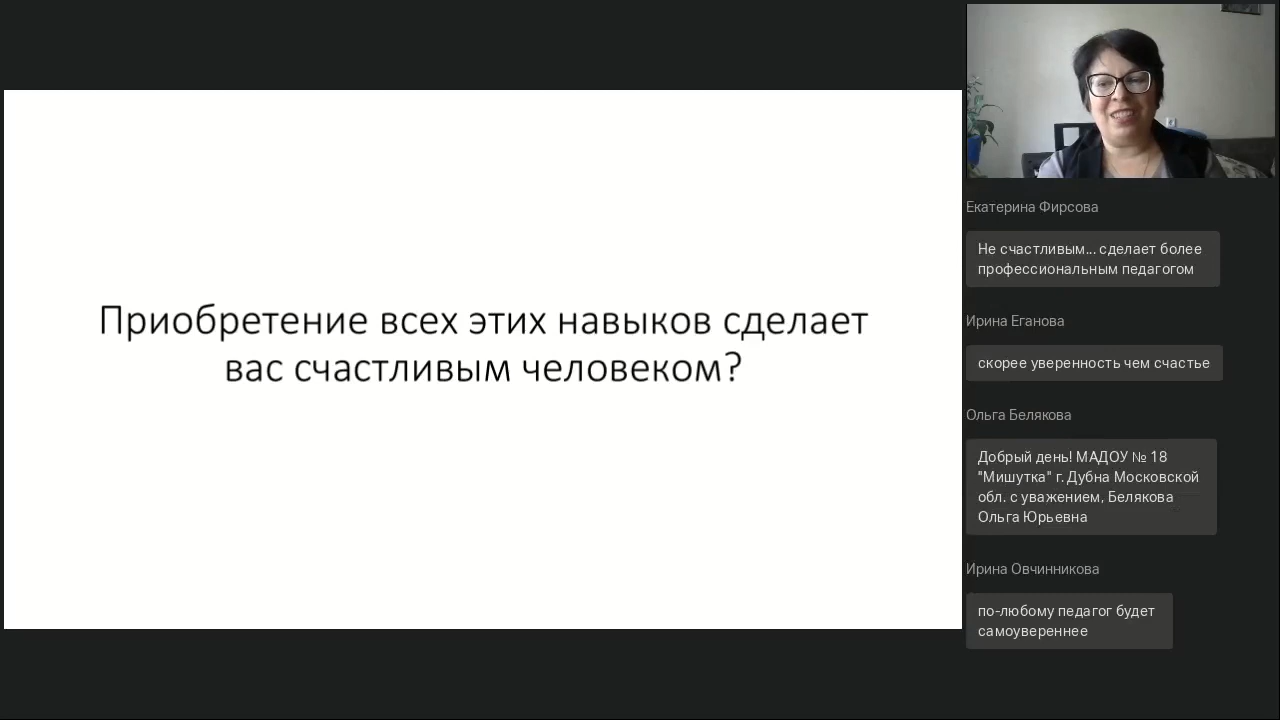 Приобретение всех этих навыков сделает
вас счастливым человеком?
Екатерина Фирсова
Не счастливым... сделает более
профессиональным педагогом
Ирина Еганова
скорее уверенность чем счастье
Ольга Белякова
Добрый день! МАДОУ № 18
"Мишутка" г. Дубна Московской
обл. с уважением, Белякова
Ольга Юрьевна
Ирина Овчинникова
по-любому педагог будет
самоувереннее